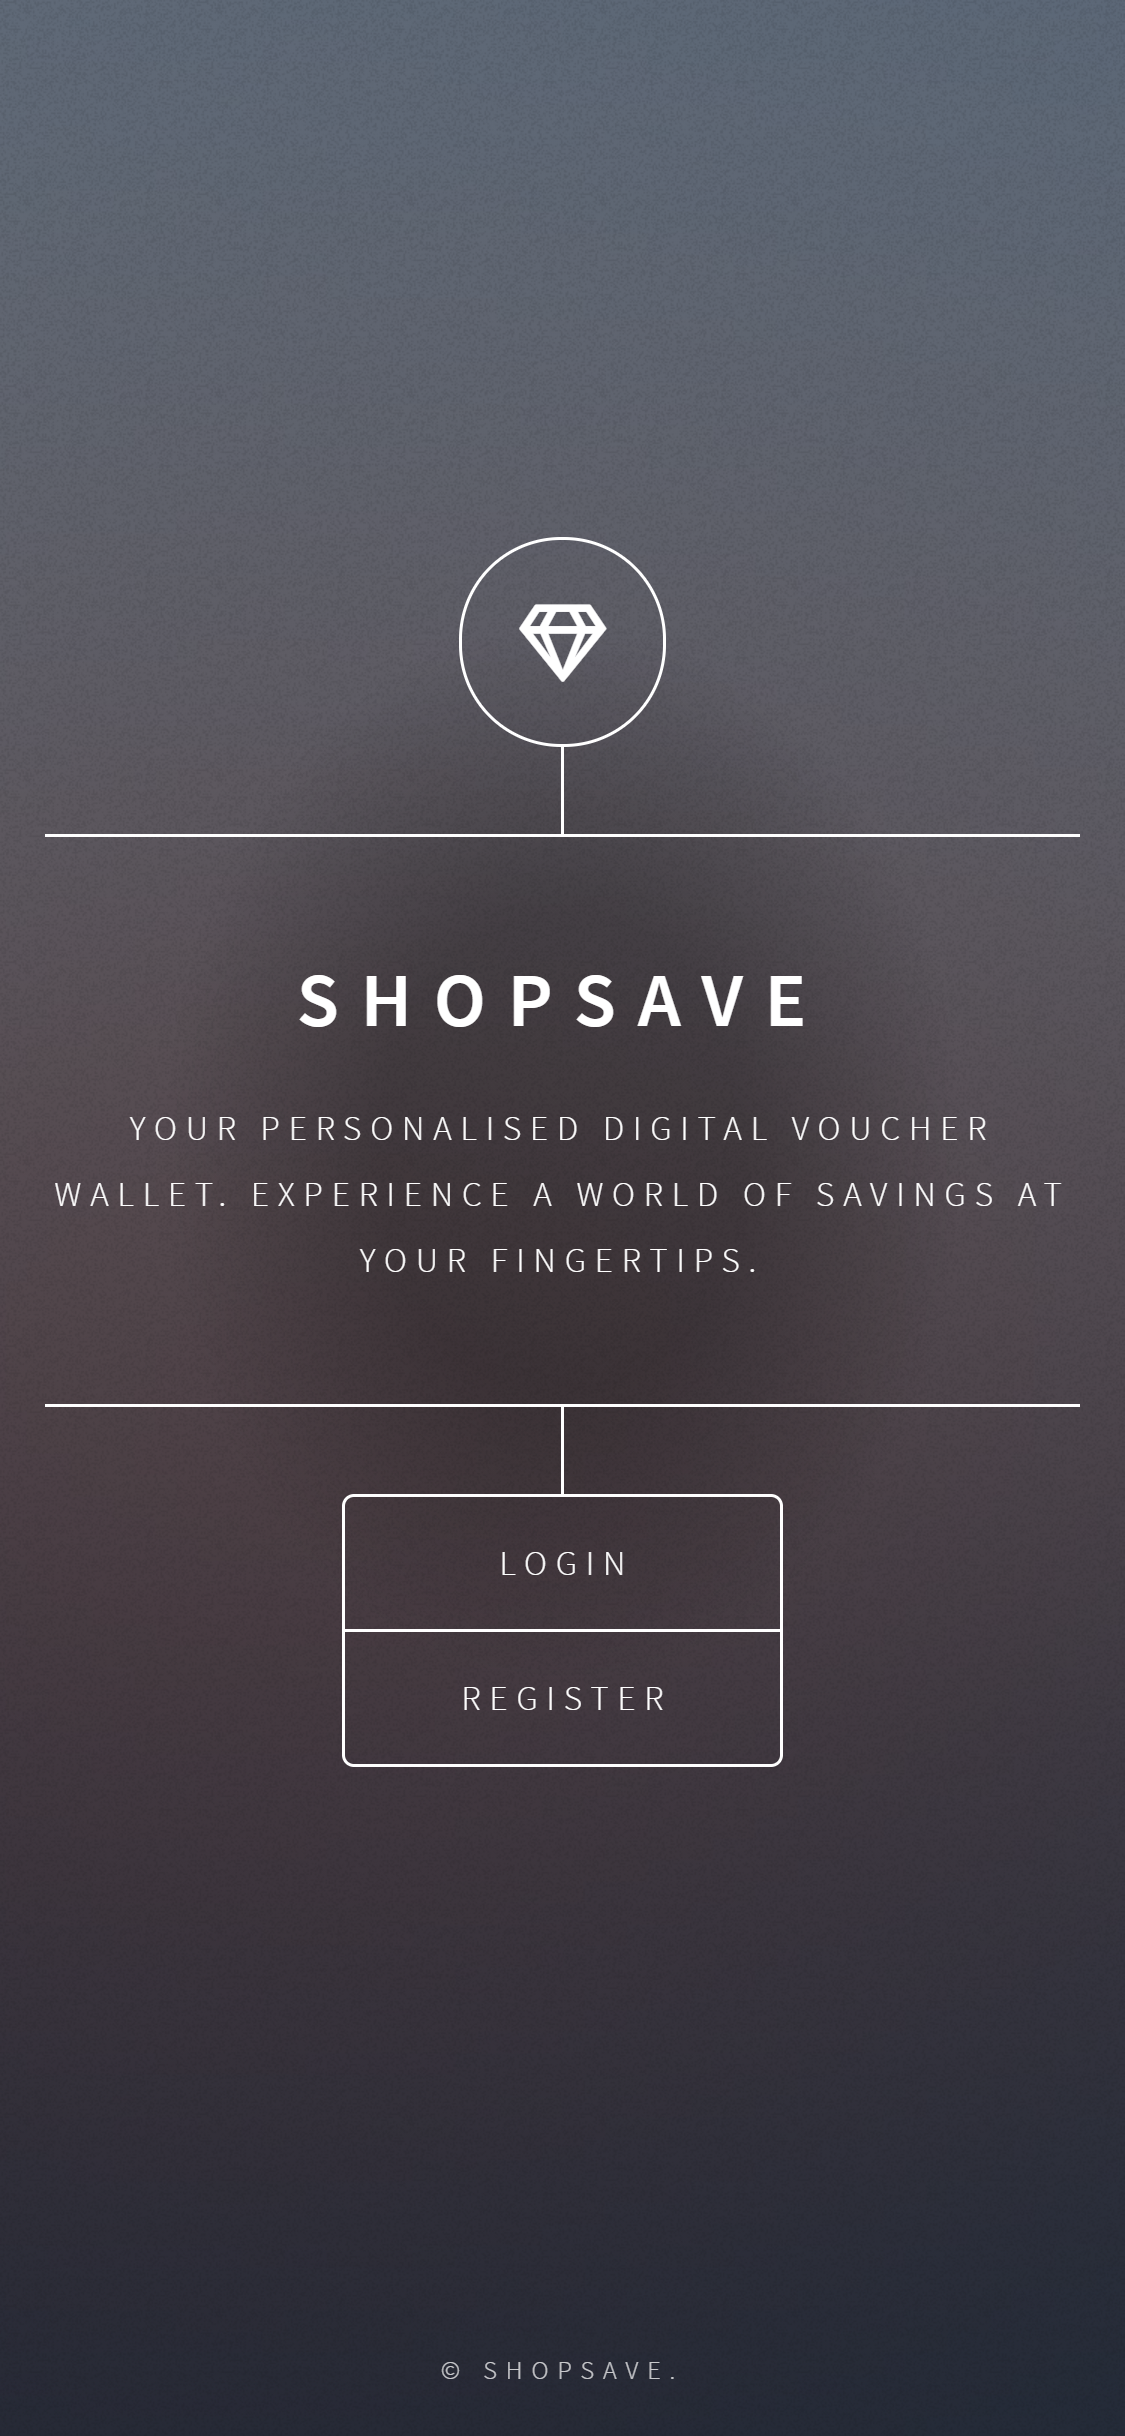 SHOPSAVE
YOUR PERSONALISED DIGITAL VOUCHER
WALLET. EXPERIENCE A WORLD OF SAVINGS AT
YOUR FINGERTIPS.
LOGIN
REGISTER
© SHOPSAVE.